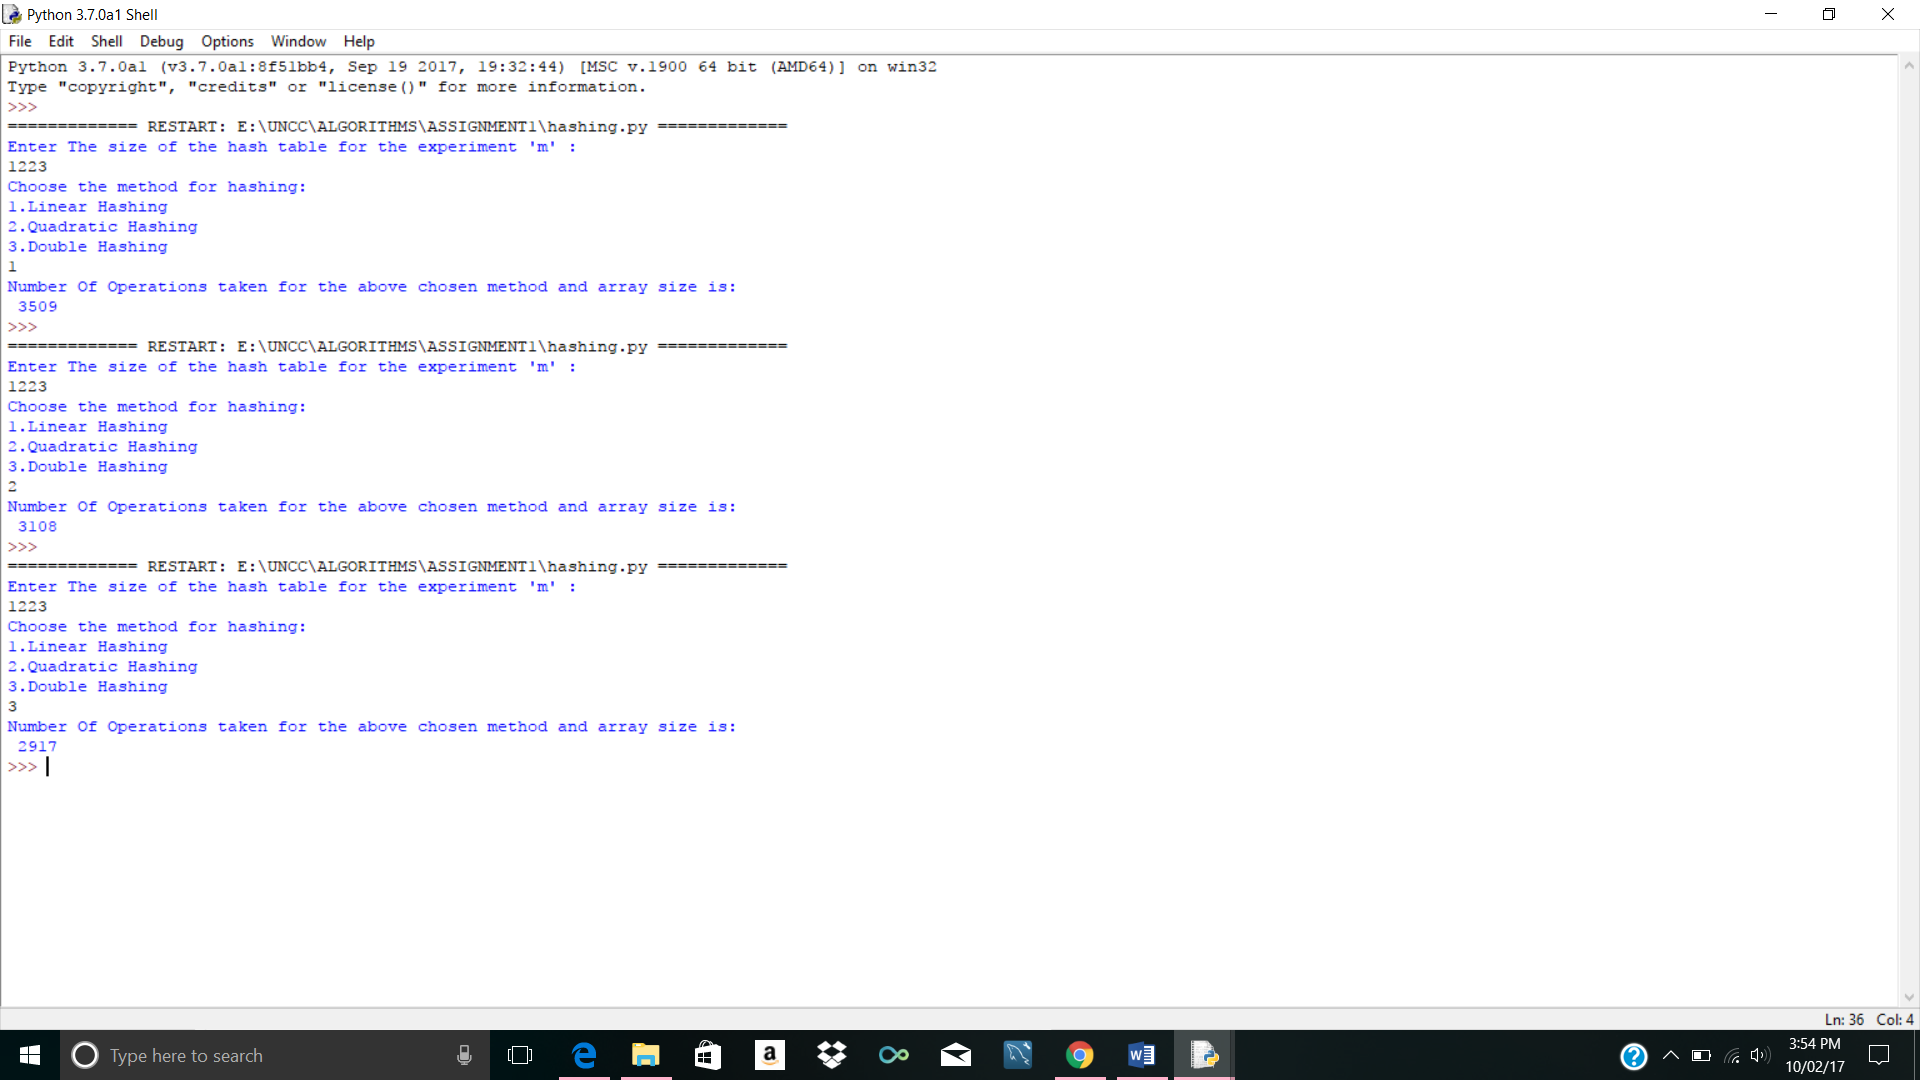 Python 3.7.0a1 Shell
File Edit Shell Debug Options Window Help
Python 3.7.0a1 (v3.7.0a1:8f51bb4, Sep 19 2017, 19:32:44) [MSC v.1900 64 bit (AMD64)] on win32
Type "copyright", "credits" or "license()" for more information.
>>>
============= RESTART: E:\UNCC\ALGORITHMS\ASSIGNMENT1\hashing.py =============
Enter The size of the hash table for the experiment 'm' :
1223
Choose the method for hashing:
1.Linear Hashing
2.Quadratic Hashing
3.Double Hashing
1
Number Of Operations taken for the above chosen method and array size is:
 3509
>>>
============= RESTART: E:\UNCC\ALGORITHMS\ASSIGNMENT1\hashing.py =============
Enter The size of the hash table for the experiment 'm' :
1223
Choose the method for hashing:
1.Linear Hashing
2.Quadratic Hashing
3.Double Hashing
2
Number Of Operations taken for the above chosen method and array size is:
 3108
>>>
============= RESTART: E:\UNCC\ALGORITHMS\ASSIGNMENT1\hashing.py =============
Enter The size of the hash table for the experiment 'm' :
1223
Choose the method for hashing:
1.Linear Hashing
2.Quadratic Hashing
3.Double Hashing
3
Number Of Operations taken for the above chosen method and array size is:
 2917
>>>
Ln: 36 Col: 4
Type here to search
3:54 PM
10/02/17